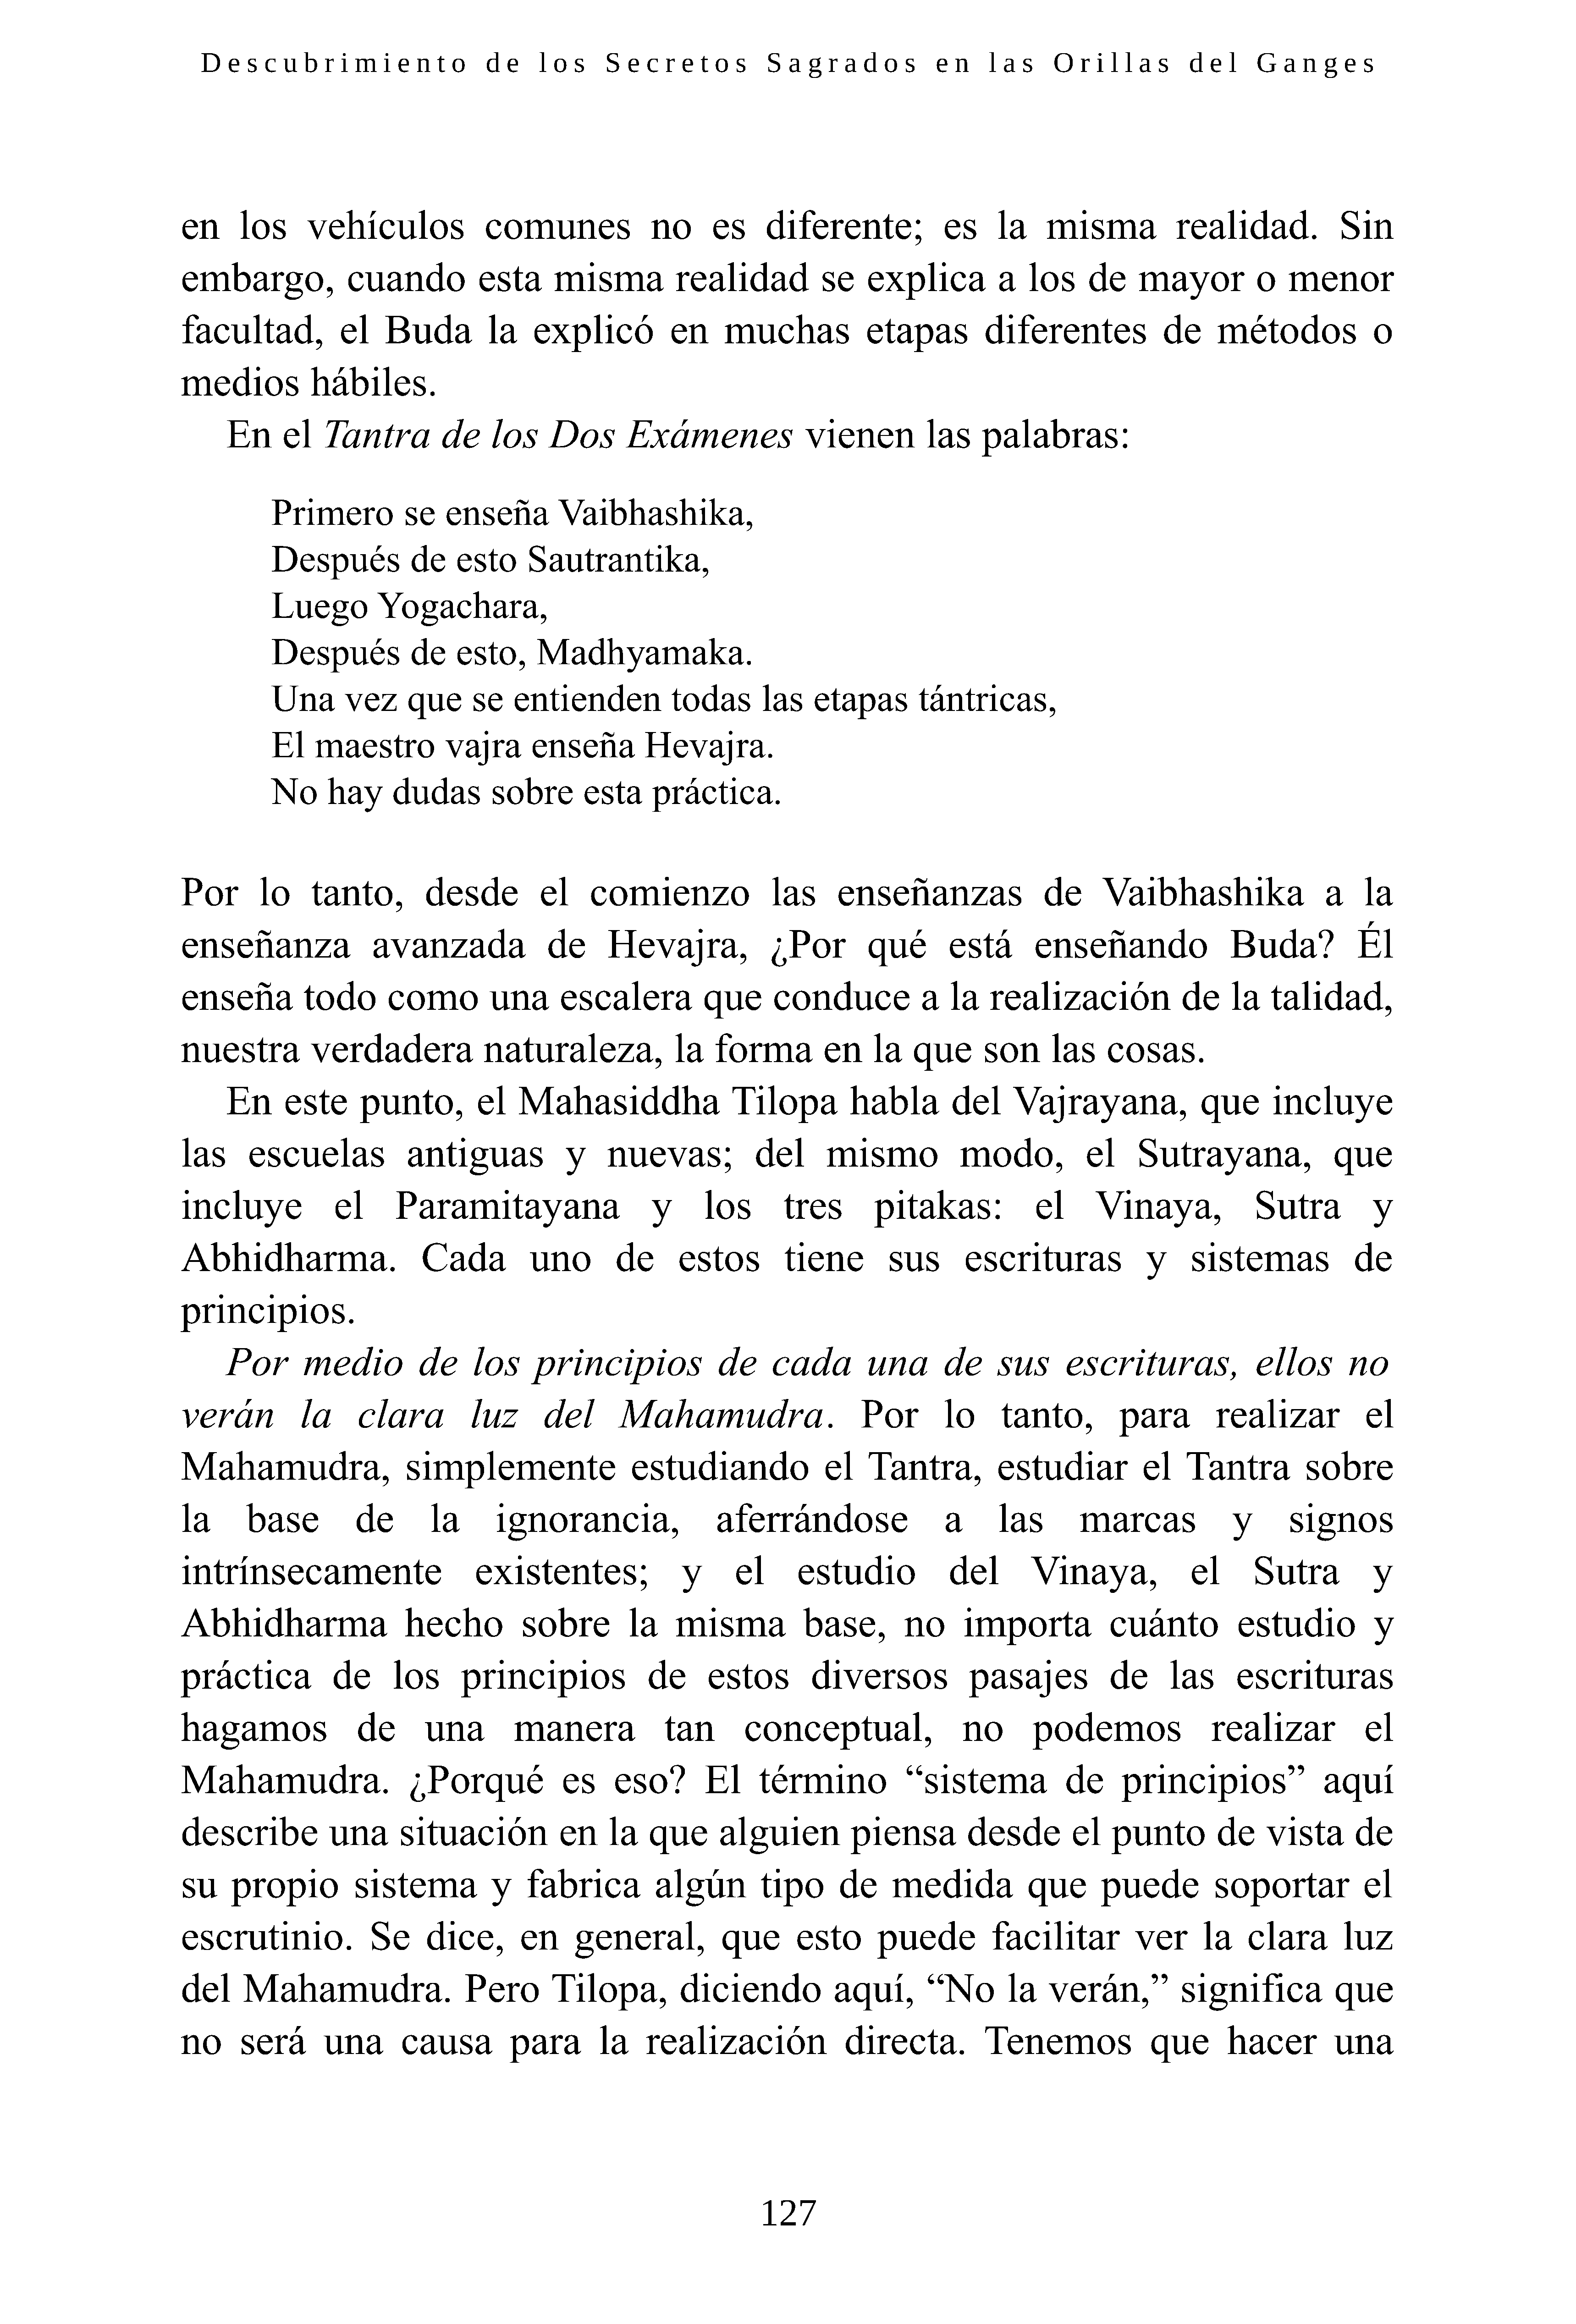 Descubrimiento de los Secretos Sagrados en las Orillas del Ganges
en los vehículos comunes no es diferente; es la misma realidad. Sin
embargo, cuando esta misma realidad se explica a los de mayor o menor
facultad, el Buda la explicó en muchas etapas diferentes de métodos o
medios hábiles.
En el Tantra de los Dos Exámenes vienen las palabras:
Primero se enseña Vaibhashika,
Después de esto Sautrantika,
Luego Yogachara,
Después de esto, Madhyamaka.
Una vez que se entienden todas las etapas tántricas,
El maestro vajra enseña Hevajra.
No hay dudas sobre esta práctica.
Por lo tanto, desde el comienzo las enseñanzas de Vaibhashika a la
enseñanza avanzada de Hevajra, ¿Por qué está enseñando Buda? Él
enseña todo como una escalera que conduce a la realización de la talidad,
nuestra verdadera naturaleza, la forma en la que son las cosas.
En este punto, el Mahasiddha Tilopa habla del Vajrayana, que incluye
las escuelas antiguas y nuevas; del mismo modo, el Sutrayana, que
incluye el Paramitayana y los tres pitakas: el Vinaya, Sutra y
Abhidharma. Cada uno de estos tiene sus escrituras y sistemas de
principios.
Por medio de los principios de cada una de sus escrituras, ellos no
verán la clara luz del Mahamudra. Por lo tanto, para realizar el
Mahamudra, simplemente estudiando el Tantra, estudiar el Tantra sobre
la base de la ignorancia, aferrándose a las marcas y signos
intrínsecamente existentes; y el estudio del Vinaya, el Sutra y
Abhidharma hecho sobre la misma base, no importa cuánto estudio y
práctica de los principios de estos diversos pasajes de las escrituras
hagamos de una manera tan conceptual, no podemos realizar el
Mahamudra. ¿Porqué es eso? El término “sistema de principios” aquí
describe una situación en la que alguien piensa desde el punto de vista de
su propio sistema y fabrica algún tipo de medida que puede soportar el
escrutinio. Se dice, en general, que esto puede facilitar ver la clara luz
del Mahamudra. Pero Tilopa, diciendo aquí, “No la verán,” significa que
no será una causa para la realización directa. Tenemos que hacer una
127